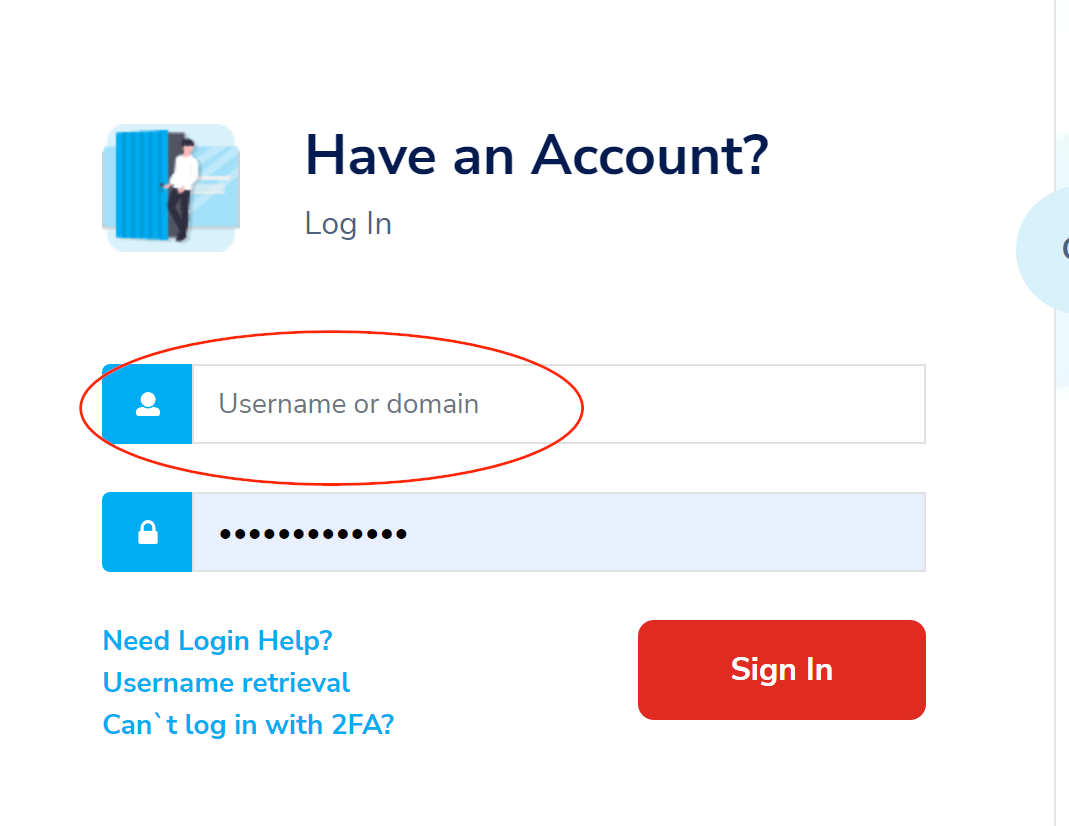 Have an Account?
Log In
Username or domain
•••••••••••••
Need Login Help?
Username retrieval
Can`t log in with 2FA?
Sign In